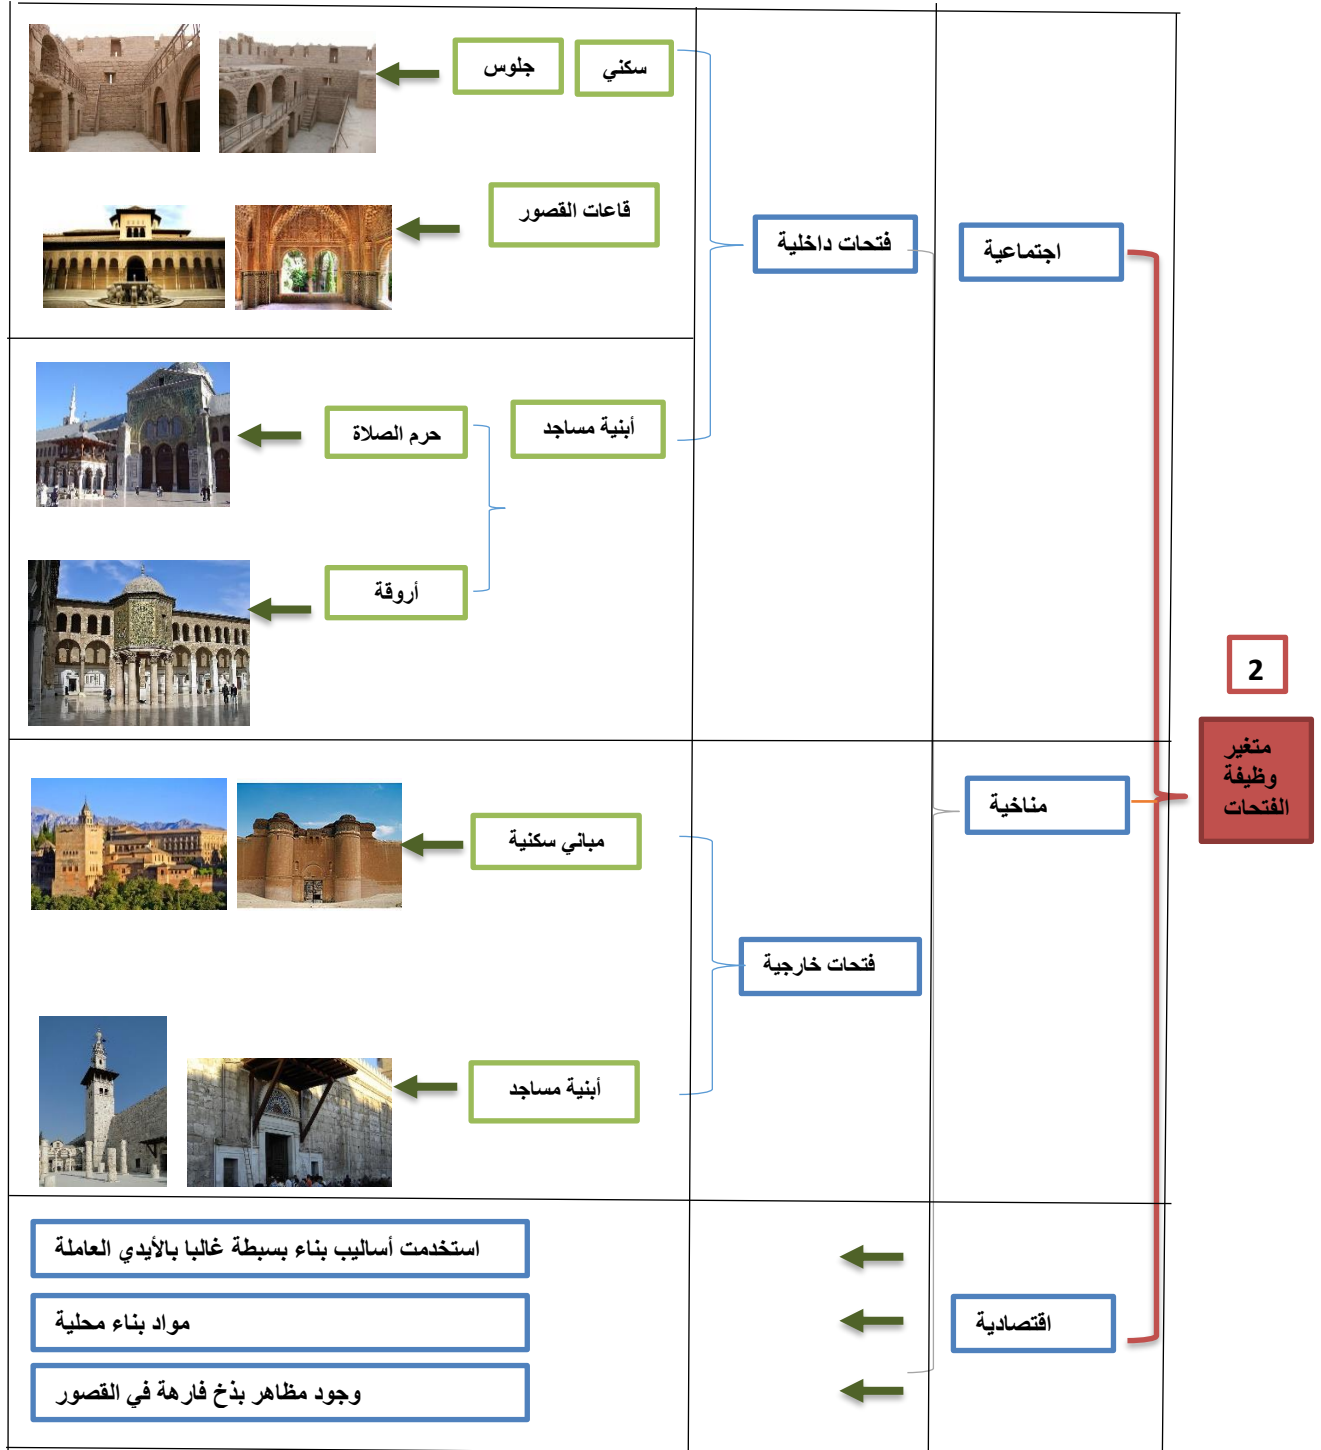 2
متغير
وظيفة
الفتحات
اجتماعية
فتحات داخلية
سكني
جلوس
قاعات القصور
أبنية مساجد
حرم الصلاة
أروقة
مناخية
فتحات خارجية
مباني سكنية
أبنية مساجد
اقتصادية
استخدمت أساليب بناء بسبطة غالبا بالأيدي العاملة
مواد بناء محلية
وجود مظاهر بذخ فارهة في القصور